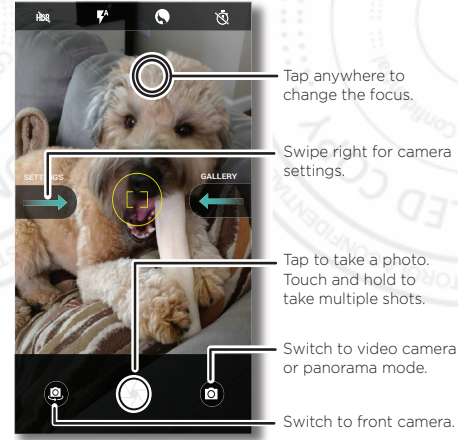 HDR
A
Tap anywhere to
change the focus.
Swipe right for camera
settings.
SETTINGS
GALLERY
Tap to take a photo.
Touch and hold to
take multiple shots.
Switch to video camera
or panorama mode.
Switch to front camera.